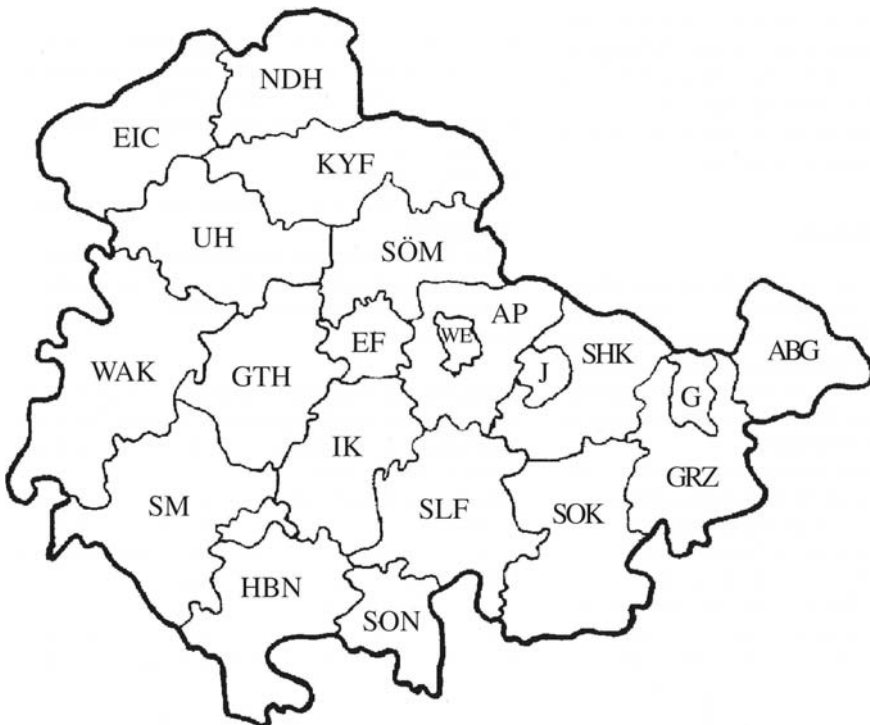 NDH
EIC
KYF
UH
SÖM
AP
WE
EF
SHK
ABG
J
WAK
GTH
G
IK
GRZ
SM
SLF
SOK
HBN
SON